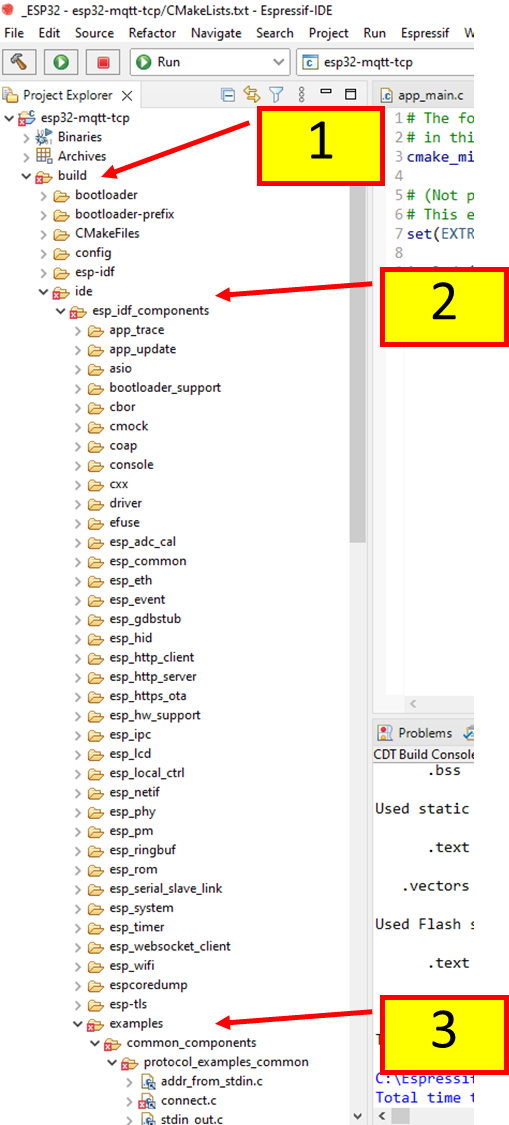 _ESP32 - esp32-mqtt-tcp/CMakeLists.txt - Espressif-IDE
File Edit Source Refactor Navigate Search Project Run Espressif W
Run esp32-mqtt-tcp
Project Explorer
app_main.c
esp32-mqtt-tcp
Binaries
Archives
build
bootloader
bootloader-prefix
CMakeFiles
config
esp-idf
ide
esp_idf_components
app_trace
app_update
asio
bootloader_support
cbor
cmock
coap
console
cxx
driver
efuse
esp_adc_cal
esp_common
esp_eth
esp_event
esp_gdbstub
esp_hid
esp_http_client
esp_http_server
esp_https_ota
esp_hw_support
esp_ipc
esp_lcd
esp_local_ctrl
esp_netif
esp_phy
esp_pm
esp_ringbuf
esp_rom
esp_serial_slave_link
esp_system
esp_timer
esp_websocket_client
esp_wifi
espcoredump
esp-tls
examples
common_components
protocol_examples_common
addr_from_stdin.c
connect.c
stdin_out.c
1
2
3
1 # The fo
2 # in thi
3 cmake_mi
4
5 # (Not p
6 # This e
7 set(EXTR
8
Problems
CDT Build Console
.bss
Used static
.text
.vectors
Used Flash s
.text
C:\Espressif
Total time t